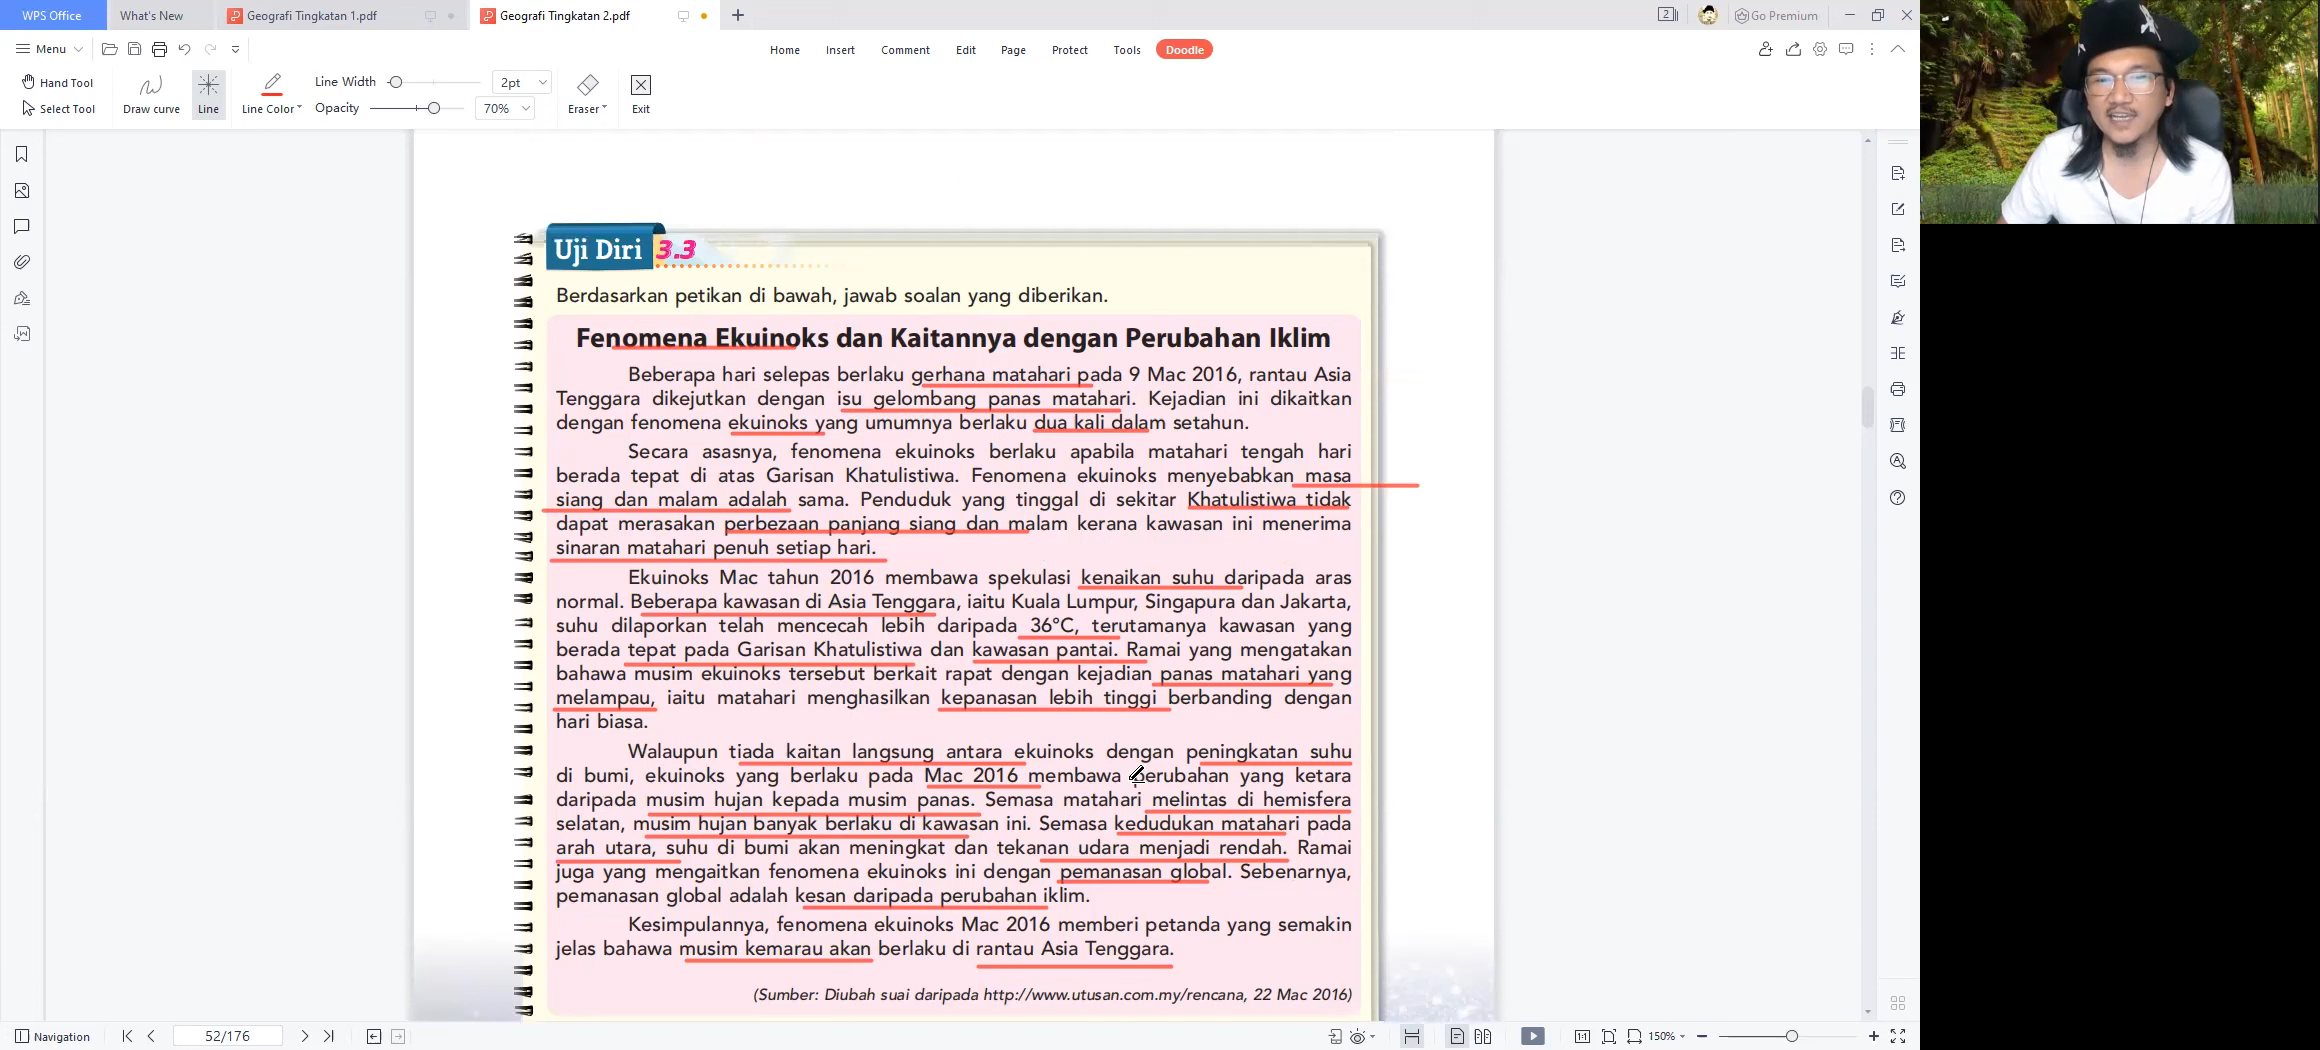 WPS Office What's New Geografi Tingkatan 1.pdf Geografi Tingkatan 2.pdf 2 Go Premium
Menu Home Insert Comment Edit Page Protect Tools Doodle
Hand Tool Line Width 2pt
Select Tool Draw curve Line Line Color Opacity 70% Eraser Exit
Uji Diri 3.3
Berdasarkan petikan di bawah, jawab soalan yang diberikan.
Fenomena Ekuinoks dan Kaitannya dengan Perubahan Iklim
Beberapa hari selepas berlaku gerhana matahari pada 9 Mac 2016, rantau Asia
Tenggara dikejutkan dengan isu gelombang panas matahari. Kejadian ini dikaitkan
dengan fenomena ekuinoks yang umumnya berlaku dua kali dalam setahun.
Secara asasnya, fenomena ekuinoks berlaku apabila matahari tengah hari
berada tepat di atas Garisan Khatulistiwa. Fenomena ekuinoks menyebabkan masa
siang dan malam adalah sama. Penduduk yang tinggal di sekitar Khatulistiwa tidak
dapat merasakan perbezaan panjang siang dan malam kerana kawasan ini menerima
sinaran matahari penuh setiap hari.
Ekuinoks Mac tahun 2016 membawa spekulasi kenaikan suhu daripada aras
normal. Beberapa kawasan di Asia Tenggara, iaitu Kuala Lumpur, Singapura dan Jakarta,
suhu dilaporkan telah mencecah lebih daripada 36°C, terutamanya kawasan yang
berada tepat pada Garisan Khatulistiwa dan kawasan pantai. Ramai yang mengatakan
bahawa musim ekuinoks tersebut berkait rapat dengan kejadian panas matahari yang
melampau, iaitu matahari menghasilkan kepanasan lebih tinggi berbanding dengan
hari biasa.
Walaupun tiada kaitan langsung antara ekuinoks dengan peningkatan suhu
di bumi, ekuinoks yang berlaku pada Mac 2016 membawa perubahan yang ketara
daripada musim hujan kepada musim panas. Semasa matahari melintas di hemisfera
selatan, musim hujan banyak berlaku di kawasan ini. Semasa kedudukan matahari pada
arah utara, suhu di bumi akan meningkat dan tekanan udara menjadi rendah. Ramai
juga yang mengaitkan fenomena ekuinoks ini dengan pemanasan global. Sebenarnya,
pemanasan global adalah kesan daripada perubahan iklim.
Kesimpulannya, fenomena ekuinoks Mac 2016 memberi petanda yang semakin
jelas bahawa musim kemarau akan berlaku di rantau Asia Tenggara.
(Sumber: Diubah suai daripada http://www.utusan.com.my/rencana, 22 Mac 2016)
Navigation 52/176 150%